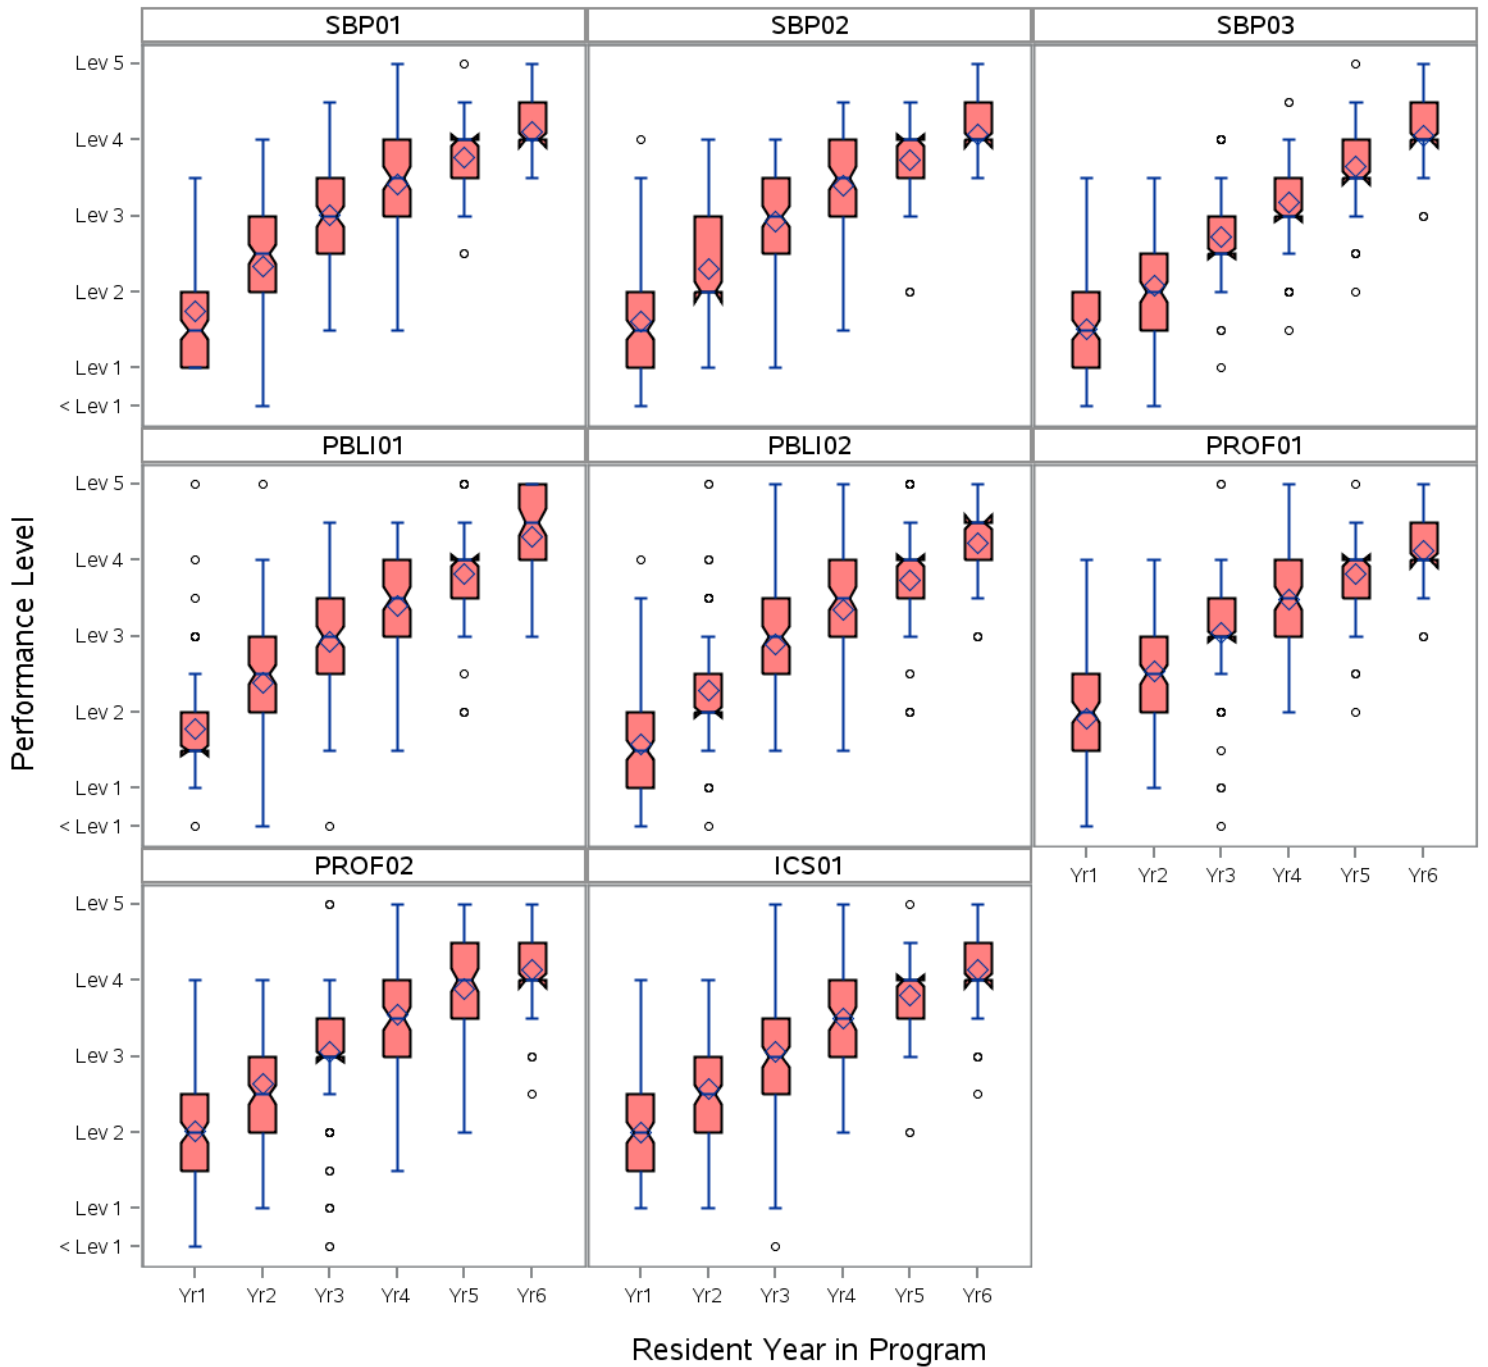 SBP01 SBP02 SBP03
Lev 5
Lev 4
Lev 3
Lev 2
Lev 1
< Lev 1
PBLI01 PBLI02 PROF01
Lev 5
Lev 4
Lev 3
Lev 2
Lev 1
< Lev 1
Performance Level
Yr1 Yr2 Yr3 Yr4 Yr5 Yr6
PROF02 ICS01
Lev 5
Lev 4
Lev 3
Lev 2
Lev 1
< Lev 1
Yr1 Yr2 Yr3 Yr4 Yr5 Yr6 Yr1 Yr2 Yr3 Yr4 Yr5 Yr6
Resident Year in Program